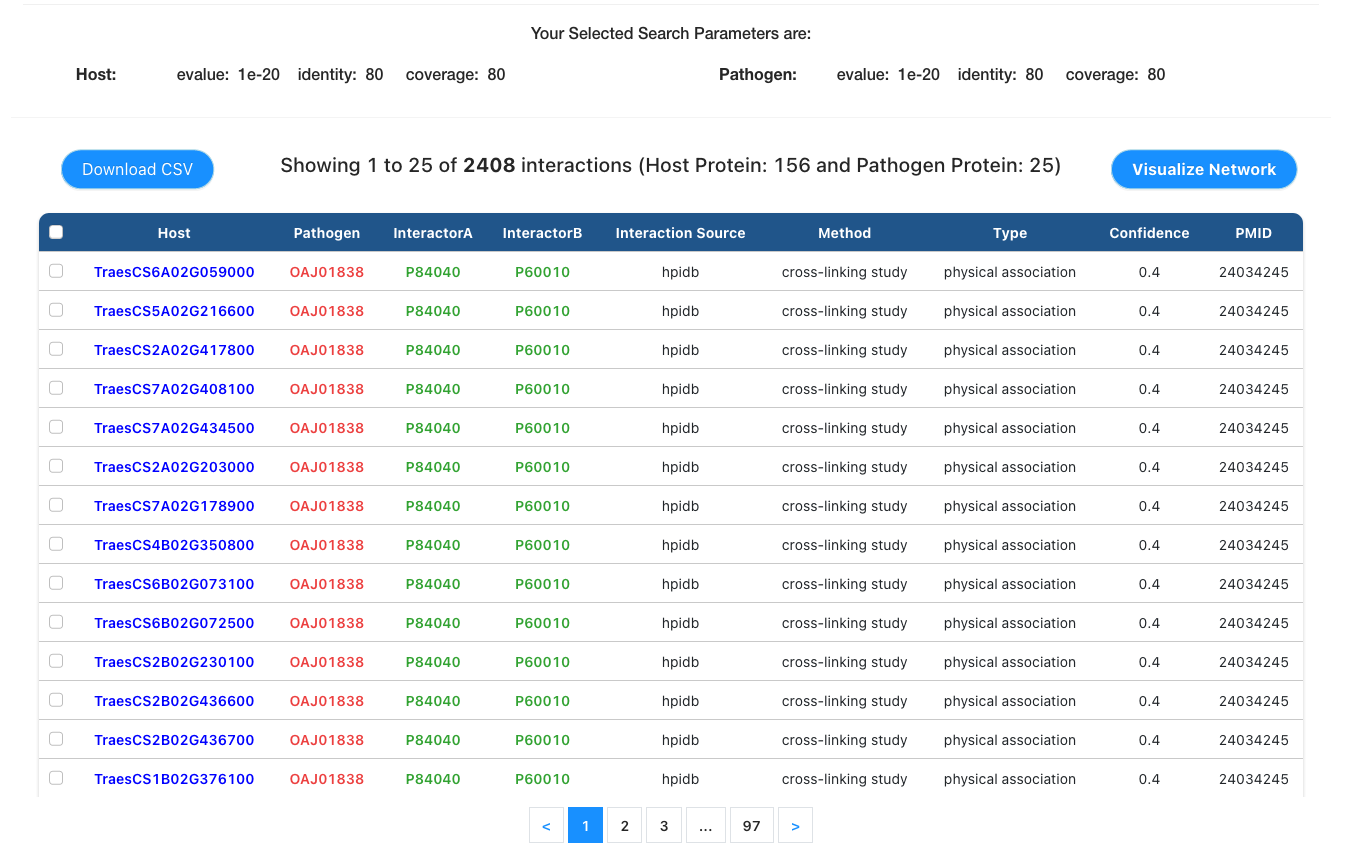 Your Selected Search Parameters are:
Host: evalue: 1e-20 identity: 80 coverage: 80 Pathogen: evalue: 1e-20 identity: 80 coverage: 80
Download CSV Showing 1 to 25 of 2408 interactions (Host Protein: 156 and Pathogen Protein: 25) Visualize Network
Host Pathogen InteractorA InteractorB Interaction Source Method Type Confidence PMID
TraesCS6A02G059000 OAJ01838 P84040 P60010 hpidb cross-linking study physical association 0.4 24034245
TraesCS5A02G216600 OAJ01838 P84040 P60010 hpidb cross-linking study physical association 0.4 24034245
TraesCS2A02G417800 OAJ01838 P84040 P60010 hpidb cross-linking study physical association 0.4 24034245
TraesCS7A02G408100 OAJ01838 P84040 P60010 hpidb cross-linking study physical association 0.4 24034245
TraesCS7A02G434500 OAJ01838 P84040 P60010 hpidb cross-linking study physical association 0.4 24034245
TraesCS2A02G203000 OAJ01838 P84040 P60010 hpidb cross-linking study physical association 0.4 24034245
TraesCS7A02G178900 OAJ01838 P84040 P60010 hpidb cross-linking study physical association 0.4 24034245
TraesCS4B02G350800 OAJ01838 P84040 P60010 hpidb cross-linking study physical association 0.4 24034245
TraesCS6B02G073100 OAJ01838 P84040 P60010 hpidb cross-linking study physical association 0.4 24034245
TraesCS6B02G072500 OAJ01838 P84040 P60010 hpidb cross-linking study physical association 0.4 24034245
TraesCS2B02G230100 OAJ01838 P84040 P60010 hpidb cross-linking study physical association 0.4 24034245
TraesCS2B02G436600 OAJ01838 P84040 P60010 hpidb cross-linking study physical association 0.4 24034245
TraesCS2B02G436700 OAJ01838 P84040 P60010 hpidb cross-linking study physical association 0.4 24034245
TraesCS1B02G376100 OAJ01838 P84040 P60010 hpidb cross-linking study physical association 0.4 24034245
< 1 2 3 ... 97 >